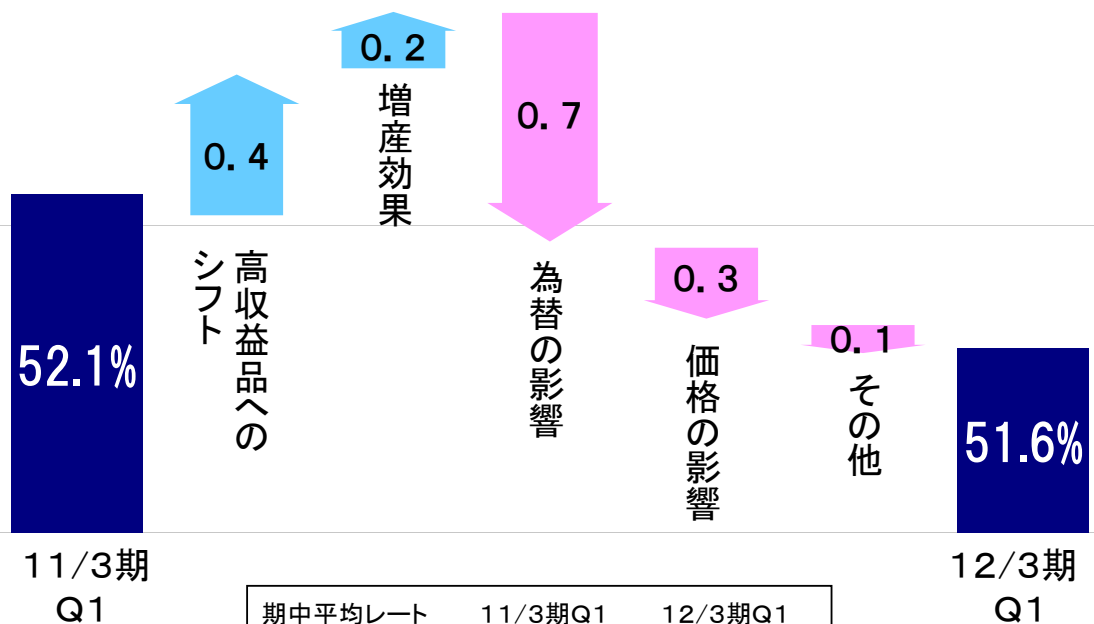 ０．２
増産効果
０．７
０．４
高収益品への
シフト
52.1%
為替の影響
０．３
価格の影響
０．１
その他
51.6%
１１/３期
Ｑ１
１２/３期
Ｑ１
期中平均レート １１/３期Ｑ１ １２/３期Ｑ１